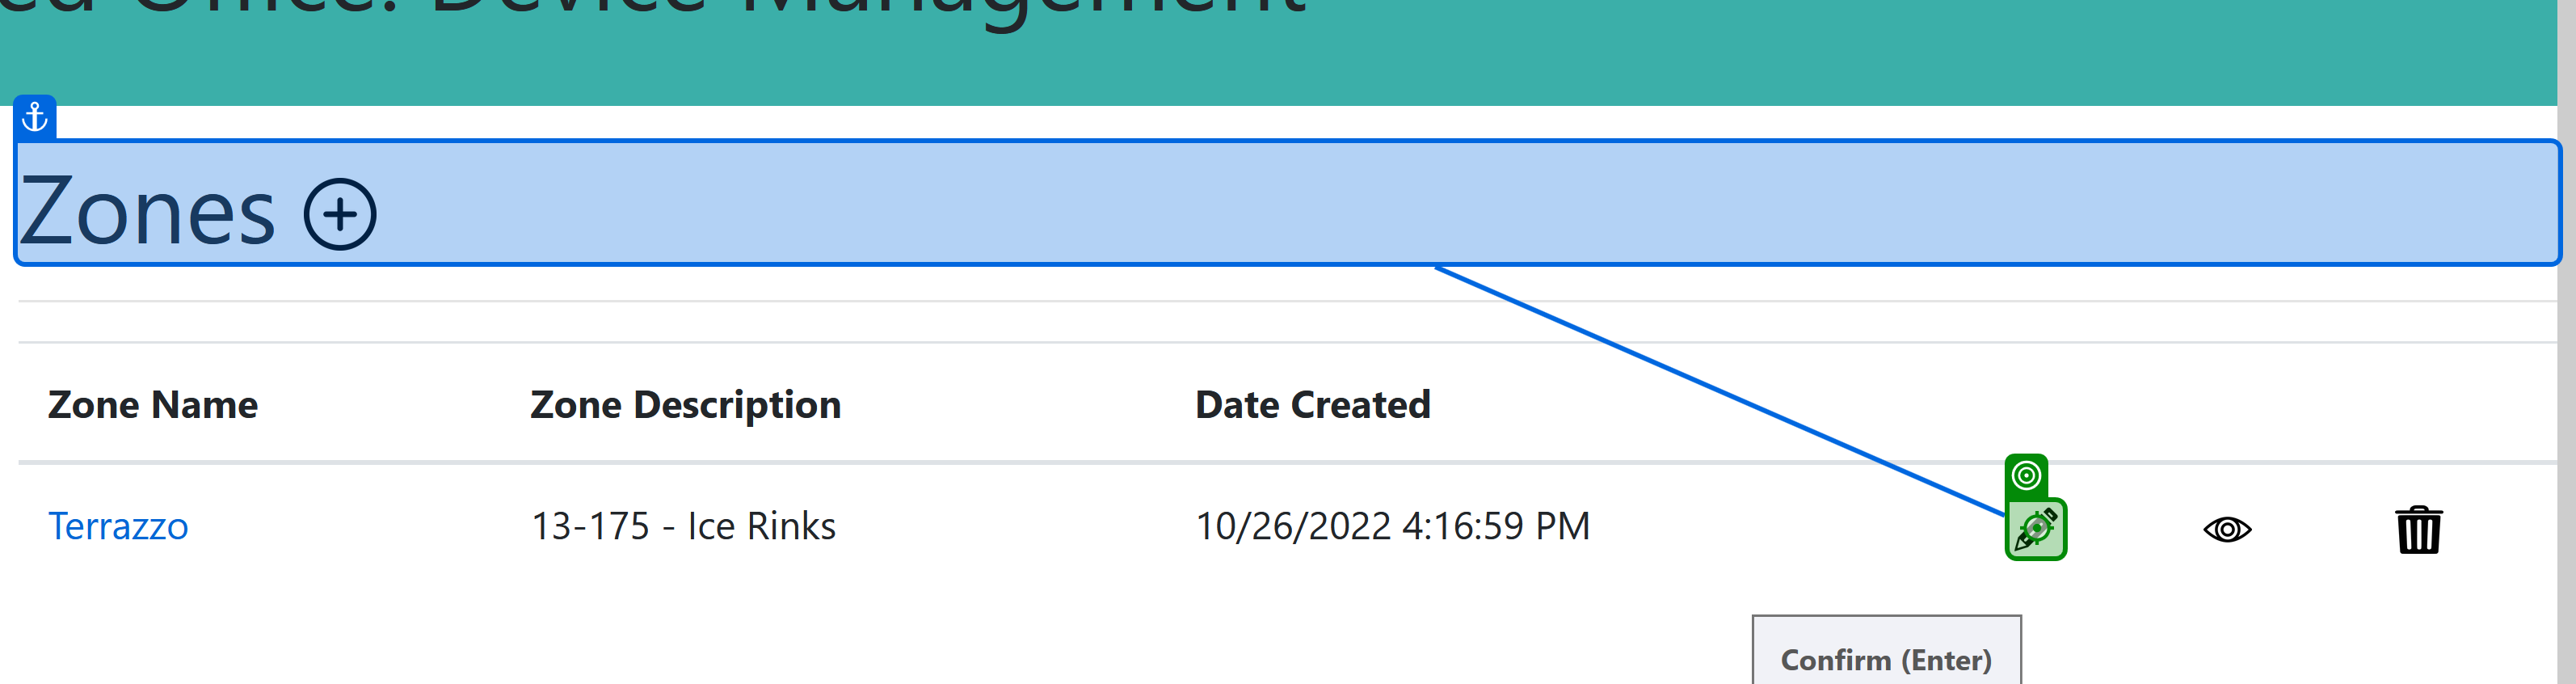 Office: Device Management
Zones
Zone Name Zone Description Date Created
Terrazzo 13-175 - Ice Rinks 10/26/2022 4:16:59 PM
Confirm (Enter)